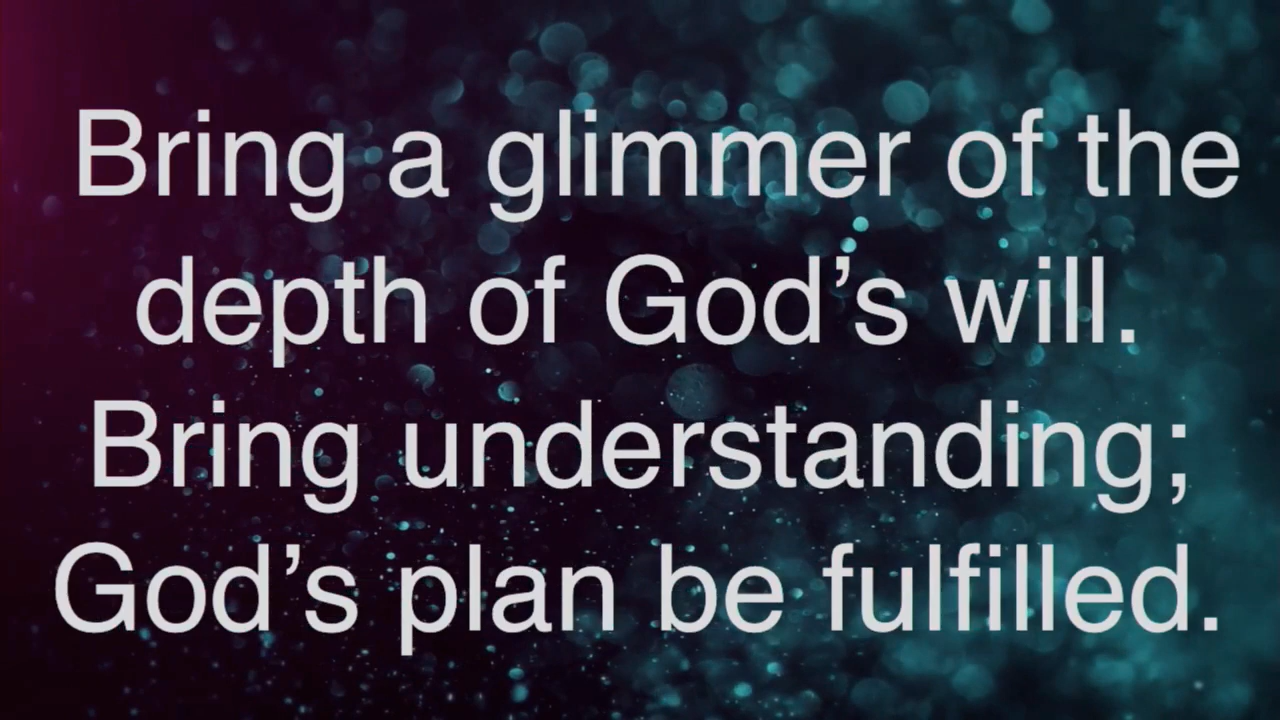 Bring a glimmer of the
depth of God’s will.
Bring understanding;
God’s plan be fulfilled.